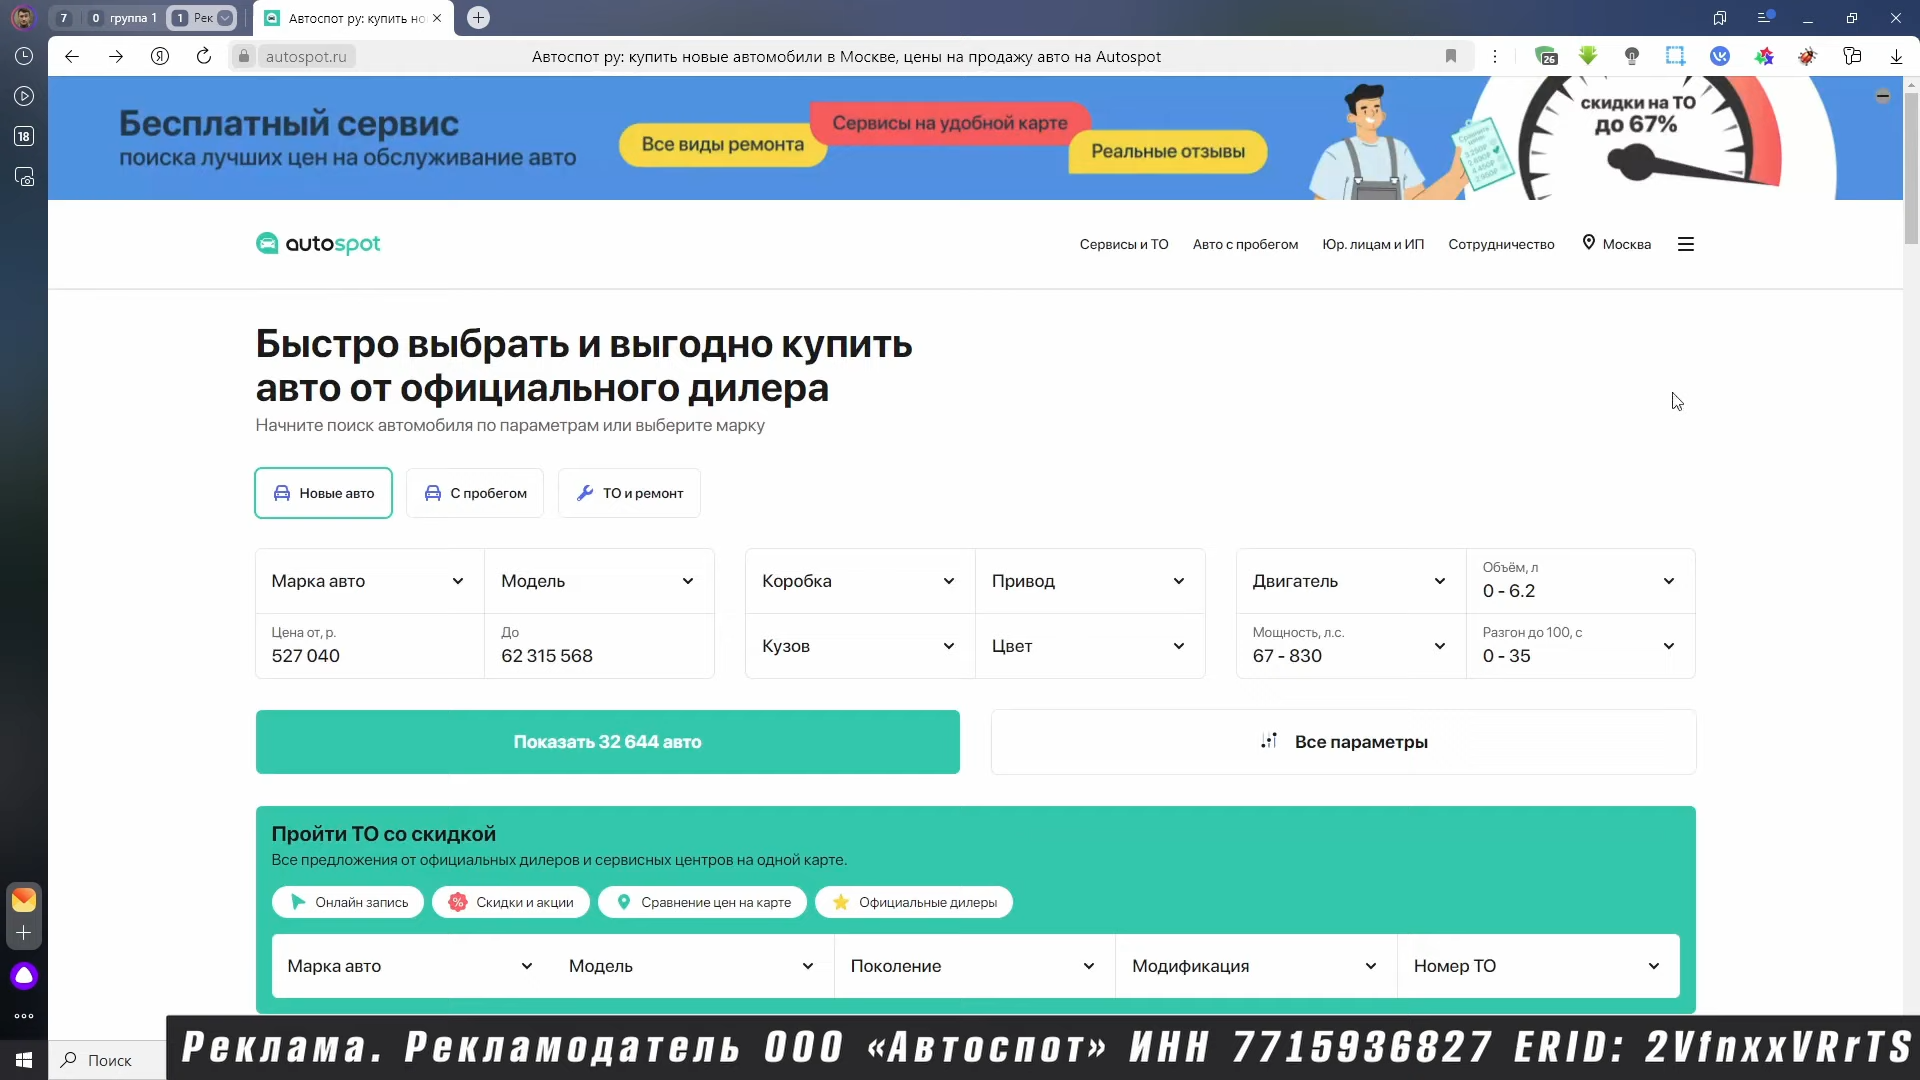 7 0 группа 1 1 Рек Автоспот ру: купить но
autospot.ru Автоспот ру: купить новые автомобили в Москве, цены на продажу авто на Autospot 26
18
Бесплатный сервис
поиска лучших цен на обслуживание авто
Все виды ремонта
Сервисы на удобной карте
Реальные отзывы
скидки на ТО
до 67%
autospot
Сервисы и ТО Авто с пробегом Юр. лицам и ИП Сотрудничество Москва
Быстро выбрать и выгодно купить
авто от официального дилера
Начните поиск автомобиля по параметрам или выберите марку
Новые авто С пробегом ТО и ремонт
Марка авто Модель Коробка Привод Двигатель Объём, л
0 - 6.2
Цена от, р. До Кузов Цвет Мощность, л.с. Разгон до 100, с
527 040 62 315 568 67 - 830 0 - 35
Показать 32 644 авто Все параметры
Пройти ТО со скидкой
Все предложения от официальных дилеров и сервисных центров на одной карте.
Онлайн запись Скидки и акции Сравнение цен на карте Официальные дилеры
Марка авто Модель Поколение Модификация Номер ТО
Поиск
Реклама. Рекламодатель ООО «Автоспот» ИНН 7715936827 ERID: 2VfnxxVRrTS